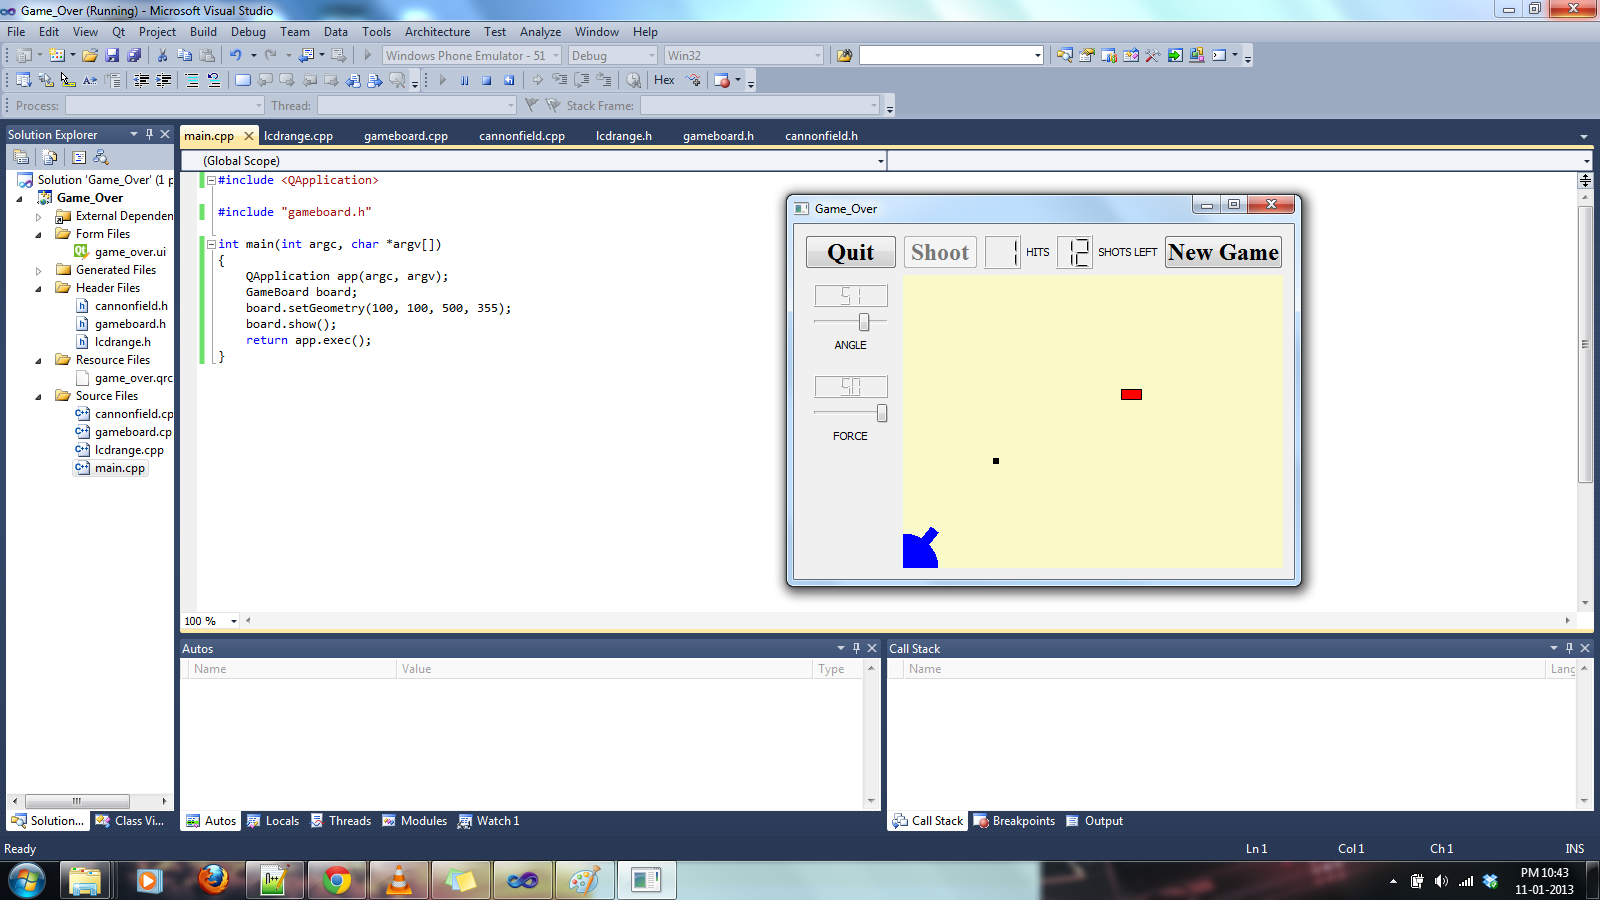 Game_Over (Running) - Microsoft Visual Studio
File Edit View Qt Project Build Debug Team Data Tools Architecture Test Analyze Window Help
Windows Phone Emulator - 51 Debug Win32
Hex
Process: Thread: Stack Frame:
Solution Explorer
main.cpp lcdrange.cpp gameboard.cpp cannonfield.cpp lcdrange.h gameboard.h cannonfield.h
(Global Scope)
Solution 'Game_Over' (1 p
Game_Over
External Dependen
Form Files
game_over.ui
Generated Files
Header Files
cannonfield.h
gameboard.h
lcdrange.h
Resource Files
game_over.qrc
Source Files
cannonfield.cp
gameboard.cp
lcdrange.cpp
main.cpp
#include <QApplication>
#include "gameboard.h"
int main(int argc, char *argv[])
{
QApplication app(argc, argv);
GameBoard board;
board.setGeometry(100, 100, 500, 355);
board.show();
return app.exec();
}
Game_Over
Quit Shoot 1 HITS 12 SHOTS LEFT New Game
51
ANGLE
50
FORCE
100 %
Autos
Name Value Type
Call Stack
Name Lang
Solution... Class Vi...
Autos Locals Threads Modules Watch 1
Call Stack Breakpoints Output
Ready Ln 1 Col 1 Ch 1 INS
PM 10:43
11-01-2013